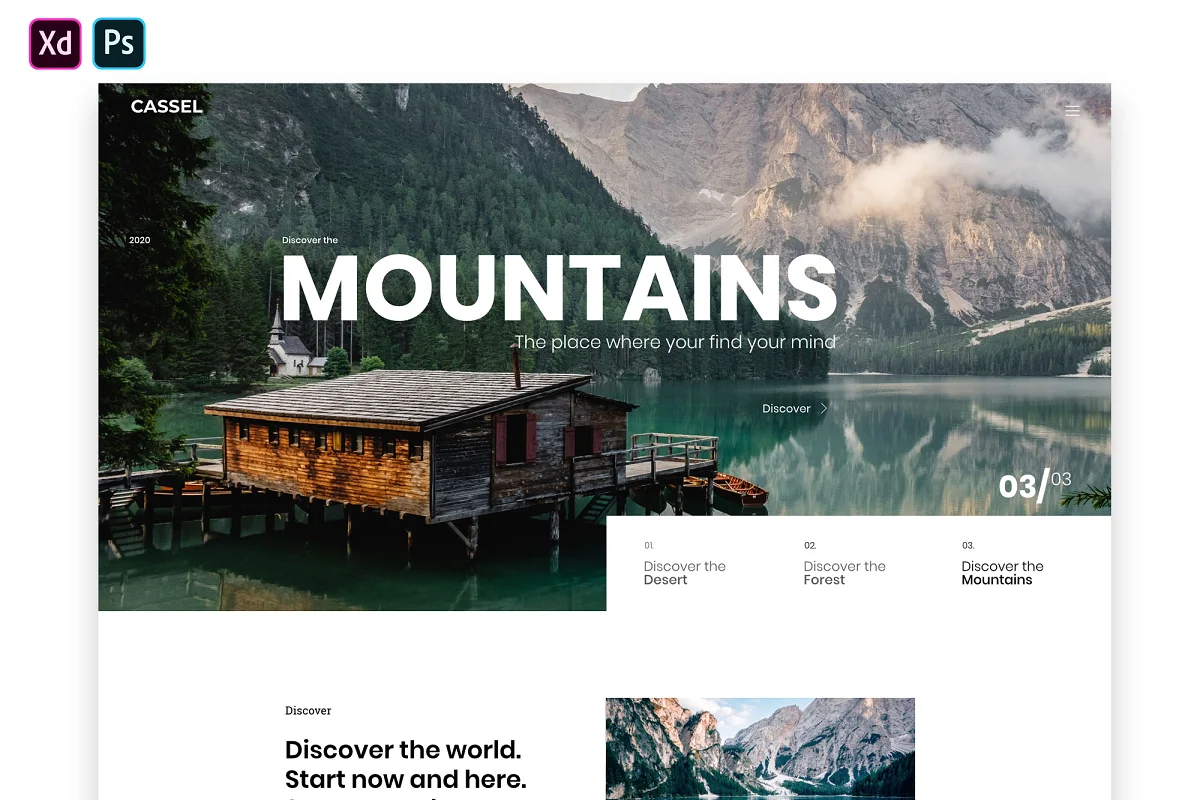 Xd Ps
CASSEL
2020
Discover the
MOUNTAINS
The place where your find your mind
Discover
03/03
01. 02. 03.
Discover the Discover the Discover the
Desert Forest Mountains
Discover
Discover the world.
Start now and here.